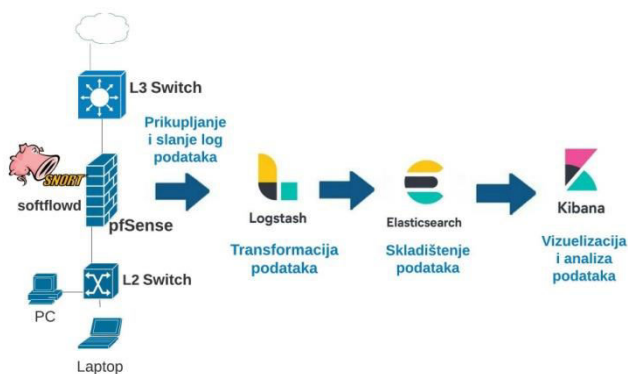 L3 Switch
Prikupljanje
i slanje log
podataka
SNORT
softflowd
pfSense
Logstash
Elasticsearch
Kibana
Transformacija
podataka
Skladištenje
podataka
Vizuelizacija
i analiza
podataka
L2 Switch
PC
Laptop